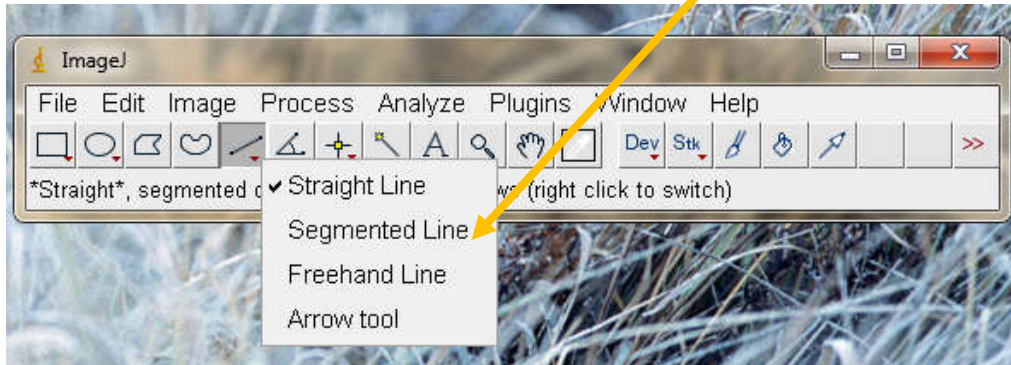 ImageJ
File Edit Image Process Analyze Plugins Window Help
A Dev Stk >>
*Straight*, segmented (right click to switch)
Straight Line
Segmented Line
Freehand Line
Arrow tool